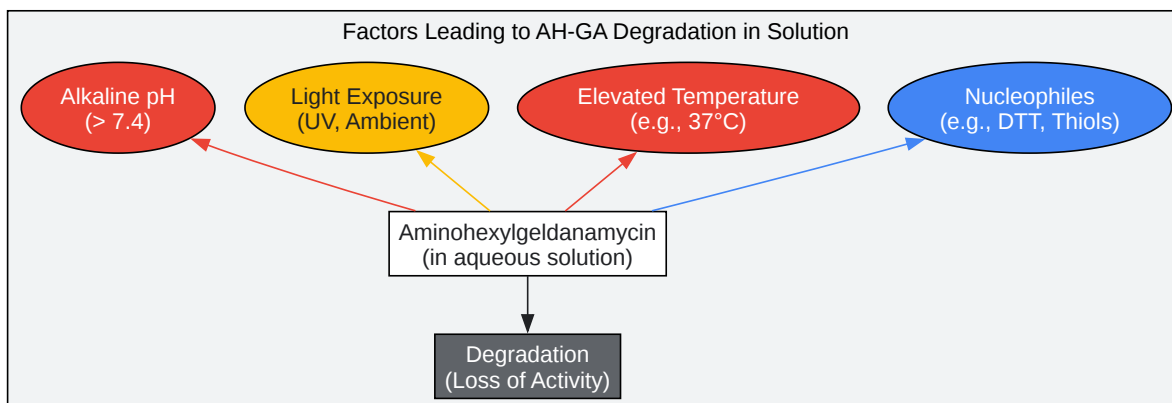 Factors Leading to AH-GA Degradation in Solution
Alkaline pH
(> 7.4)
Light Exposure
(UV, Ambient)
Elevated Temperature
(e.g., 37°C)
Nucleophiles
(e.g., DTT, Thiols)
Aminohexylgeldanamycin
(in aqueous solution)
Degradation
(Loss of Activity)